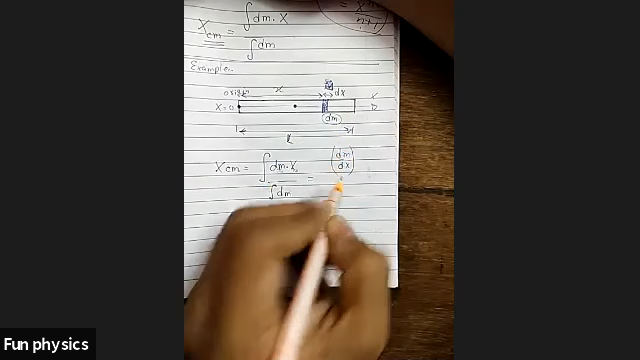 ∫dm. X
Xcm =
∫dm
Example.
origin x dx
X=0
dm
l
Xcm = ∫dm.x =
∫dm
dm
dx
Fun physics